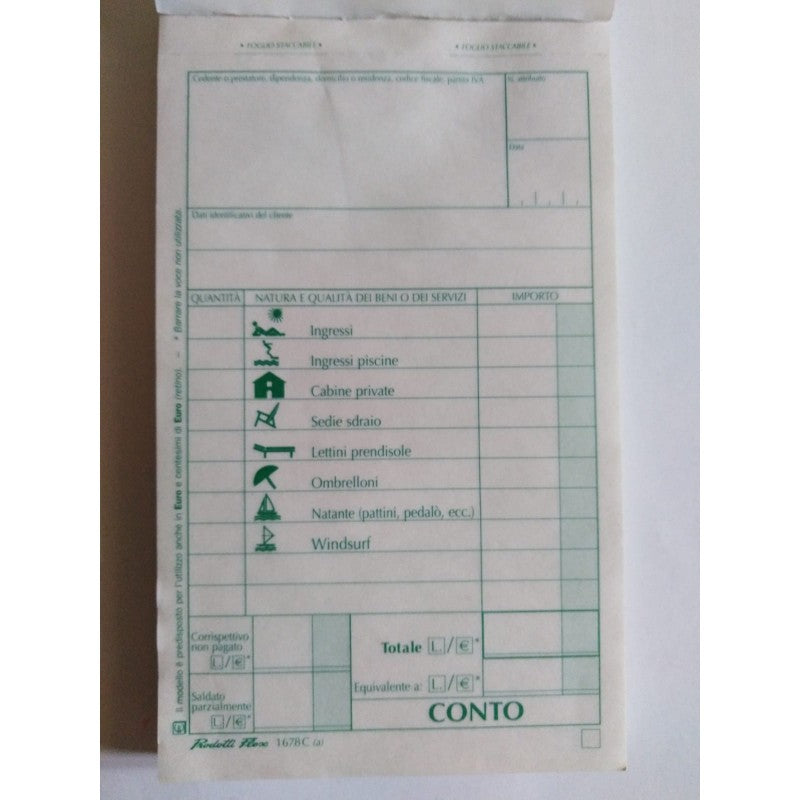 • FOGLIO STACCABILE • • FOGLIO STACCABILE •
Cedente o prestatore, dipendenza, domicilio o residenza, codice fiscale, partita IVA
N. attribuito
Data
Dati identificativi del cliente
QUANTITÀ NATURA E QUALITÀ DEI BENI O DEI SERVIZI IMPORTO
Ingressi
Ingressi piscine
Cabine private
Sedie sdraio
Lettini prendisole
Ombrelloni
Natante (pattini, pedalò, ecc.)
Windsurf
Corrispettivo
non pagato
L./€*
Totale L./€*
Saldato
parzialmente
L./€*
Equivalente a: L./€*
CONTO
Prodotti Flexo 1678C (a)
Il modello è predisposto per l'utilizzo anche in Euro e centesimi di Euro (retino). – * Barrare la voce non utilizzata.